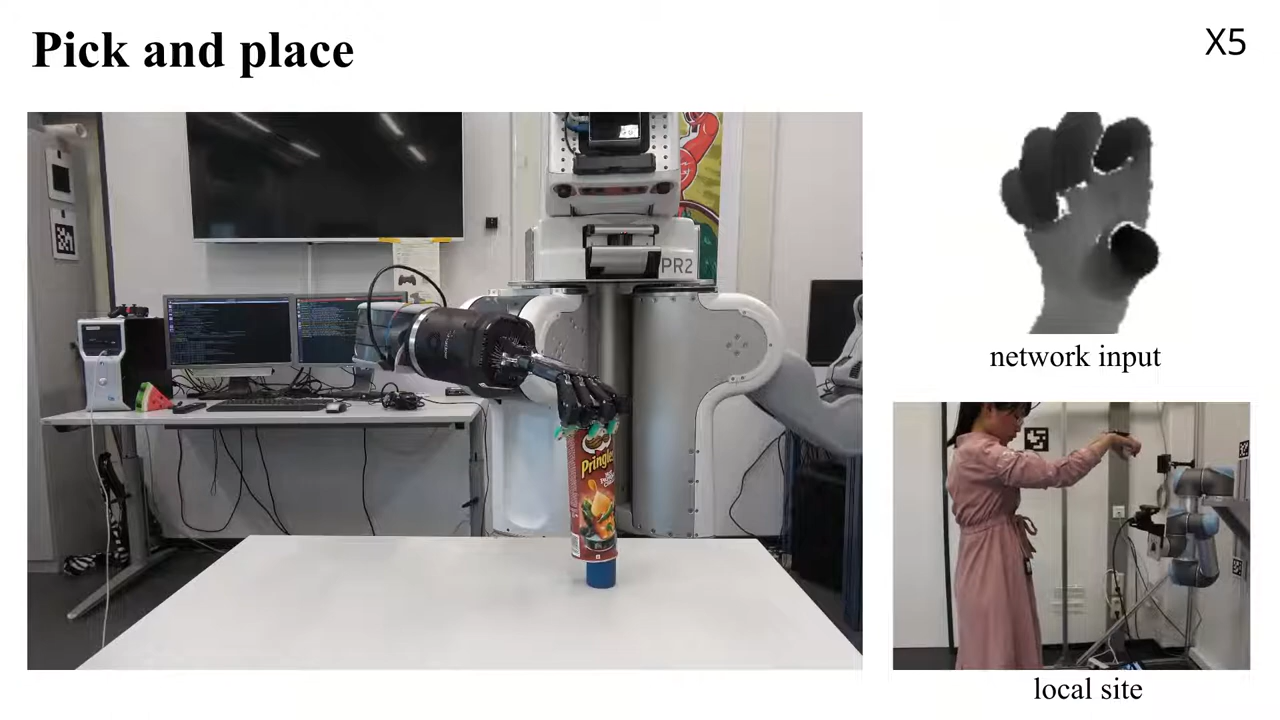 Pick and place
X5
PR2
Pringles
network input
local site